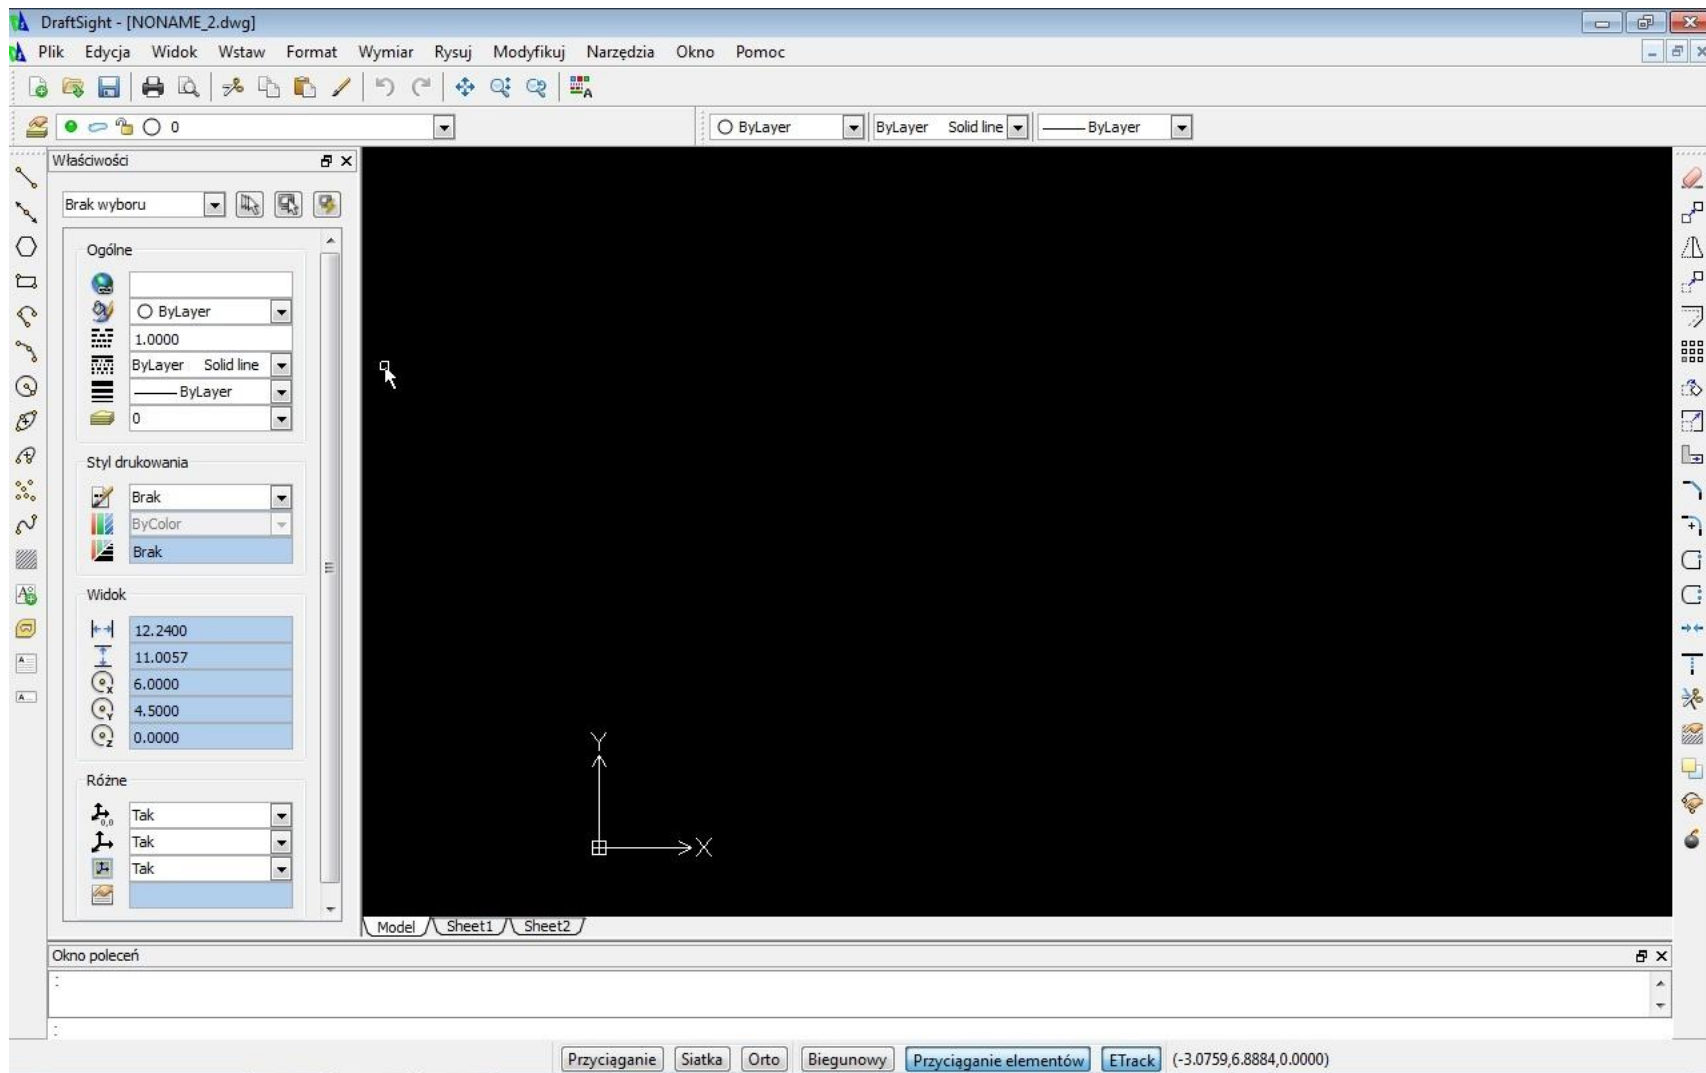 DraftSight - [NONAME_2.dwg]
Plik Edycja Widok Wstaw Format Wymiar Rysuj Modyfikuj Narzędzia Okno Pomoc
0 ByLayer ByLayer Solid line ByLayer
Właściwości
Brak wyboru
Ogólne
ByLayer
1.0000
ByLayer Solid line
ByLayer
0
Styl drukowania
Brak
ByColor
Brak
Widok
12.2400
11.0057
6.0000
4.5000
0.0000
Różne
Tak
Tak
Tak
Y
X
Model Sheet1 Sheet2
Okno poleceń
:
:
Przyciąganie Siatka Orto Biegunowy Przyciąganie elementów ETrack (-3.0759,6.8884,0.0000)